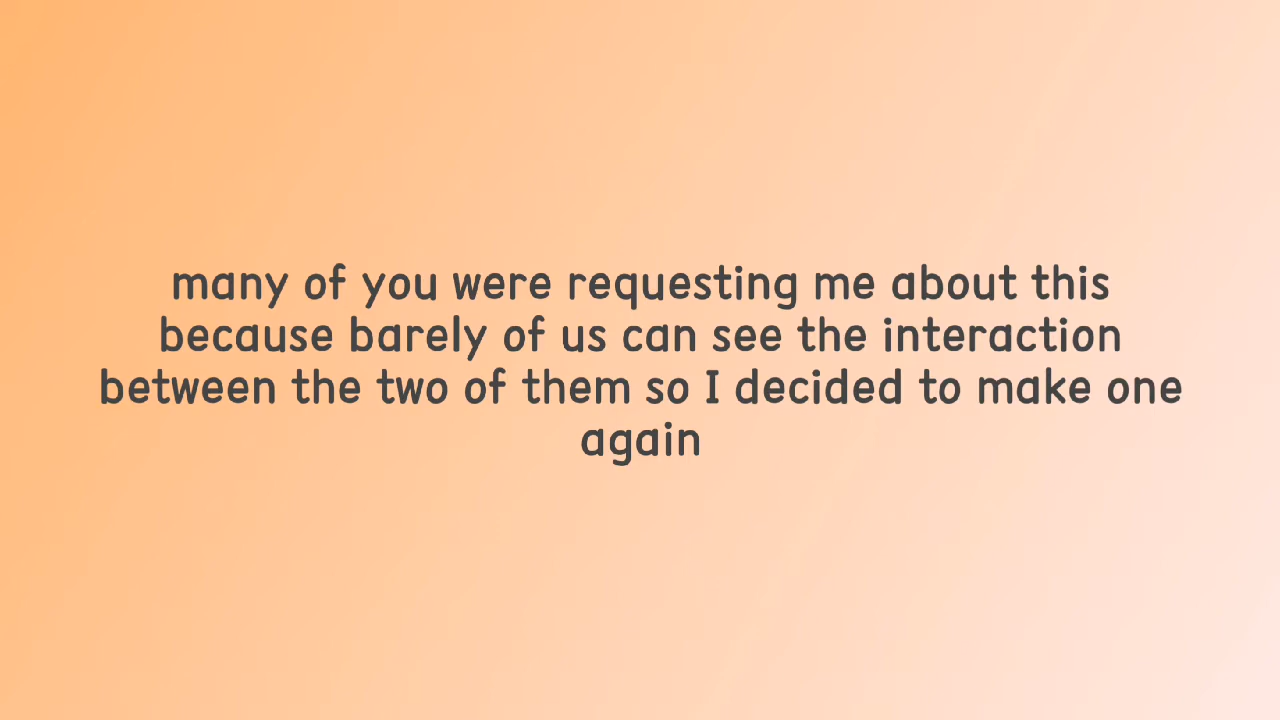 many of you were requesting me about this
because barely of us can see the interaction
between the two of them so I decided to make one
again